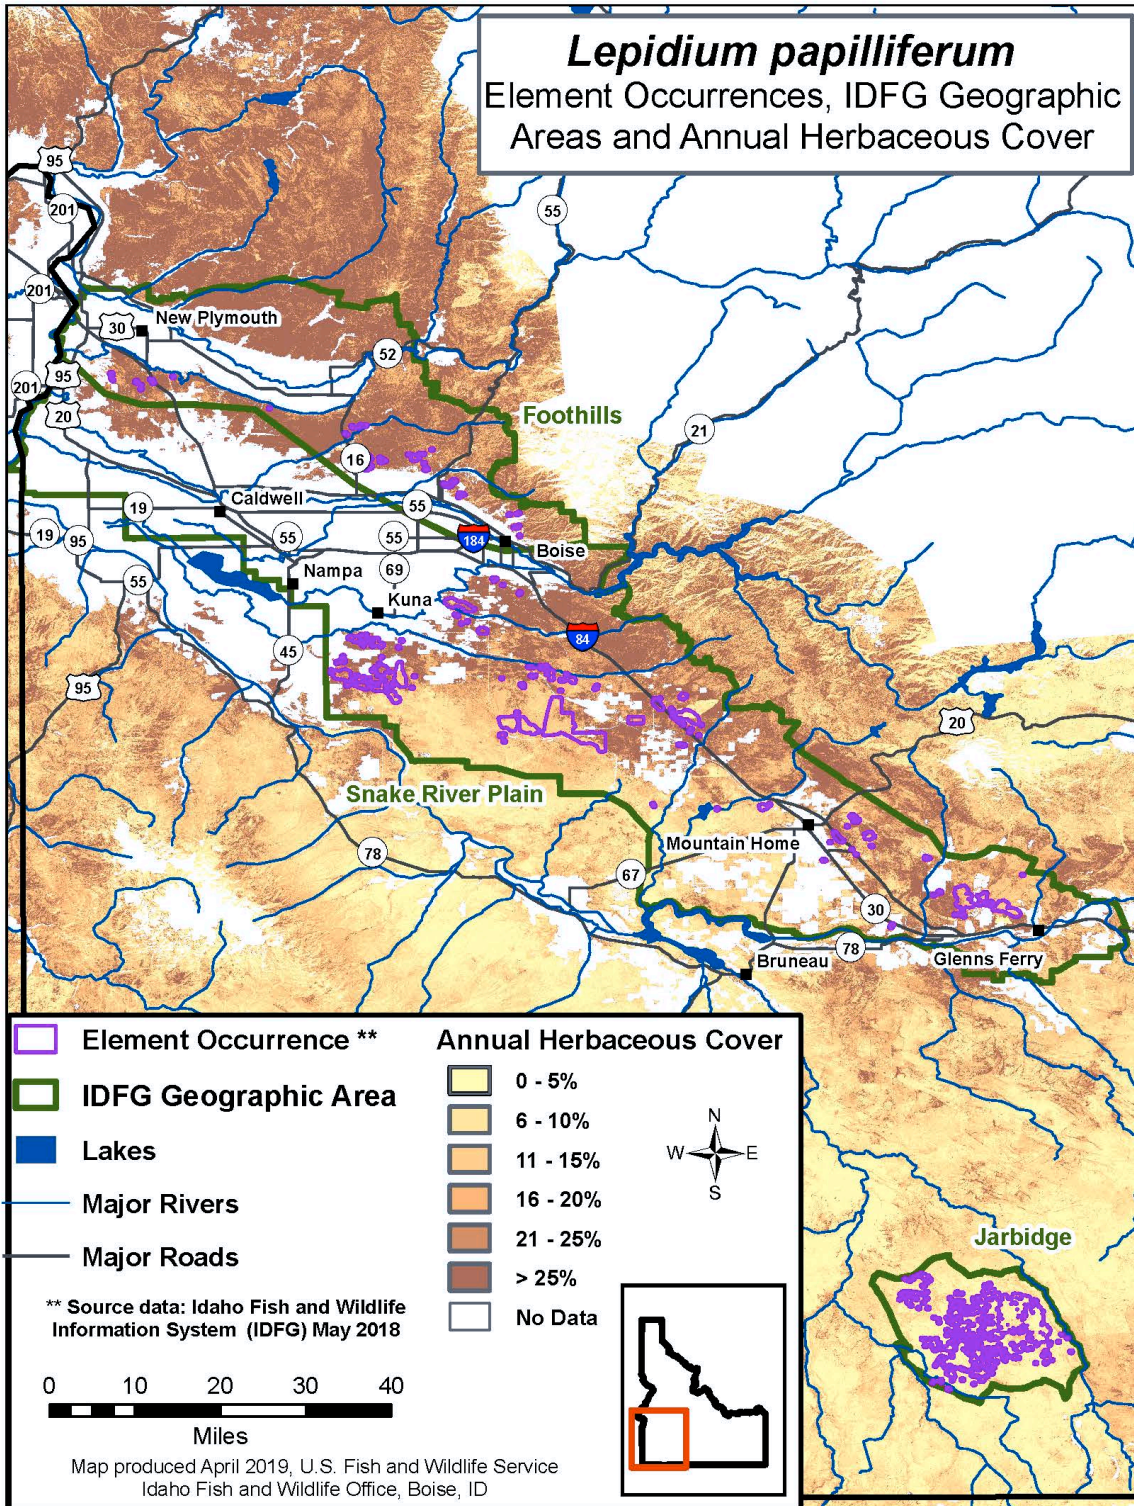 Lepidium papilliferum
Element Occurrences, IDFG Geographic
Areas and Annual Herbaceous Cover
95
201
55
201
New Plymouth
30
52
95
201
20
Foothills
21
16
Caldwell
55
19
19
95
55
55
184
Boise
Nampa
69
55
Kuna
84
45
95
20
Snake River Plain
Mountain Home
78
67
30
78
Bruneau
Glenns Ferry
Jarbidge
Element Occurrence **
IDFG Geographic Area
Lakes
Major Rivers
Major Roads
** Source data: Idaho Fish and Wildlife
Information System (IDFG) May 2018
Annual Herbaceous Cover
0 - 5%
6 - 10%
11 - 15%
16 - 20%
21 - 25%
> 25%
No Data
N
W E
S
0 10 20 30 40
Miles
Map produced April 2019, U.S. Fish and Wildlife Service
Idaho Fish and Wildlife Office, Boise, ID